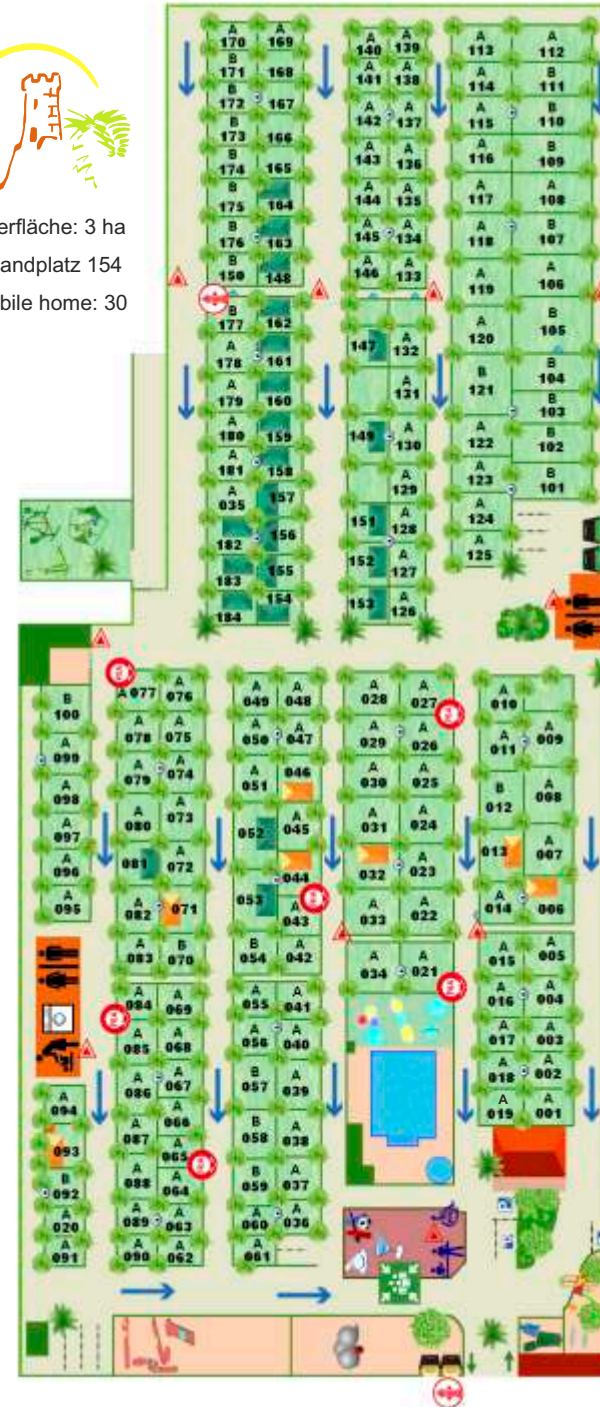 erfläche: 3 ha
andplatz 154
bile home: 30
A A
170 169
B
171 168
B
172 167
B
173 166
B
174 165
B
175 164
B
176 163
B
150 148
B
177 162
A
178 161
A
179 160
A
180 159
A
181 158
A
035 157
182 156
183 155
184 154
A A
140 139
A A
141 138
A A
142 137
A A
143 136
A A
144 135
A A
145 134
A A
146 133
A
147 132
A
131
A
149 130
A
129
A
151 128
A
152 127
A
153 126
A A
113 112
A B
114 111
A B
115 110
A B
116 109
A A
117 108
A B
118 107
A A
119 106
A B
120 105
B B
121 104
B
103
A B
122 102
A B
123 101
A
124
A
125
B
100
A
099
A
098
A
097
A
096
A
095
A
094
093
B
092
A
020
A
091
A
A 077 076
A A
078 075
A A
079 074
A A
080 073
A
081 072
A
082 071
A B
083 070
A A
084 069
A A
085 068
A A
086 067
A
066
A A
087 065
A A
088 064
A A
089 063
A A
090 062
A A
049 048
A A
050 047
A
051 046
A
052 045
044
A
053 043
B A
054 042
A A
055 041
A A
056 040
B A
057 039
B A
058 038
B A
059 037
A A
060 036
A
061
A A
028 027
A A
029 026
A A
030 025
A A
031 024
A
032 023
A A
033 022
A A
034 021
A
010
A A
011 009
B A
012 008
A
013 007
A
014 006
A A
015 005
A A
016 004
A A
017 003
A A
018 002
A A
019 001